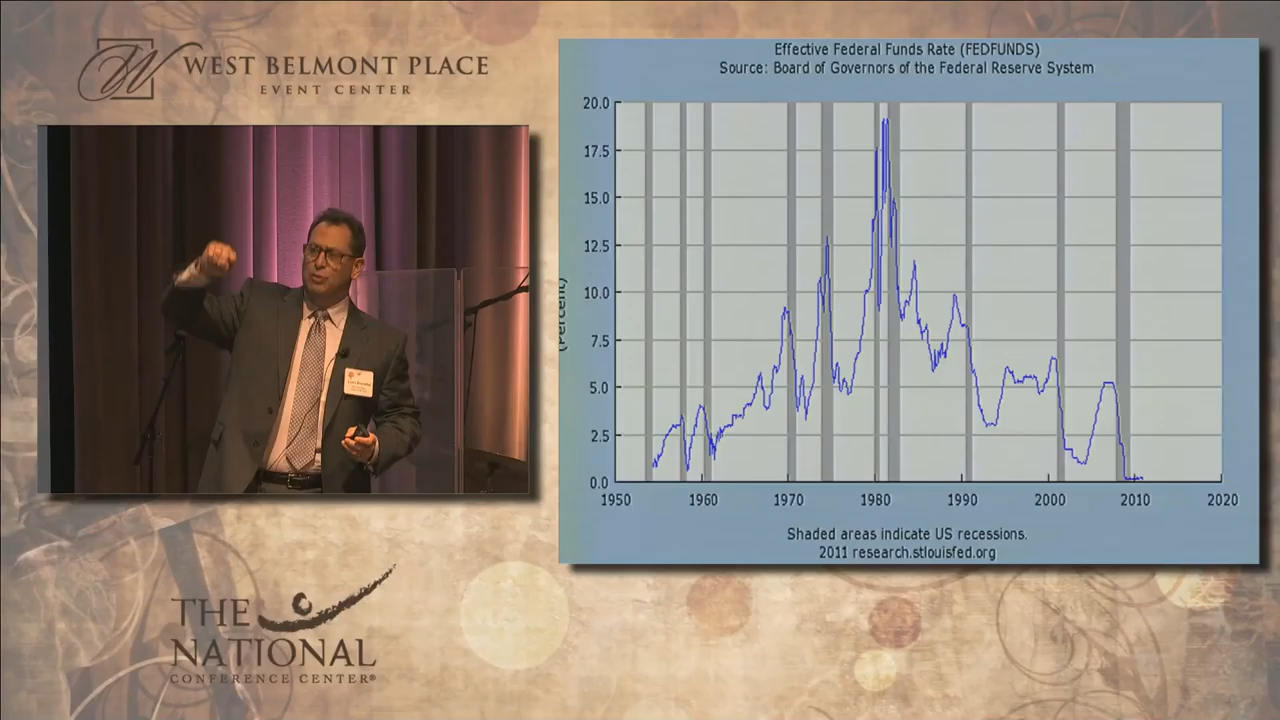 WEST BELMONT PLACE
EVENT CENTER
Effective Federal Funds Rate (FEDFUNDS)
Source: Board of Governors of the Federal Reserve System
20.0
17.5
15.0
12.5
10.0
7.5
5.0
2.5
0.0
(Percent)
1950 1960 1970 1980 1990 2000 2010 2020
Shaded areas indicate US recessions.
2011 research.stlouisfed.org
THE
NATIONAL
CONFERENCE CENTER®